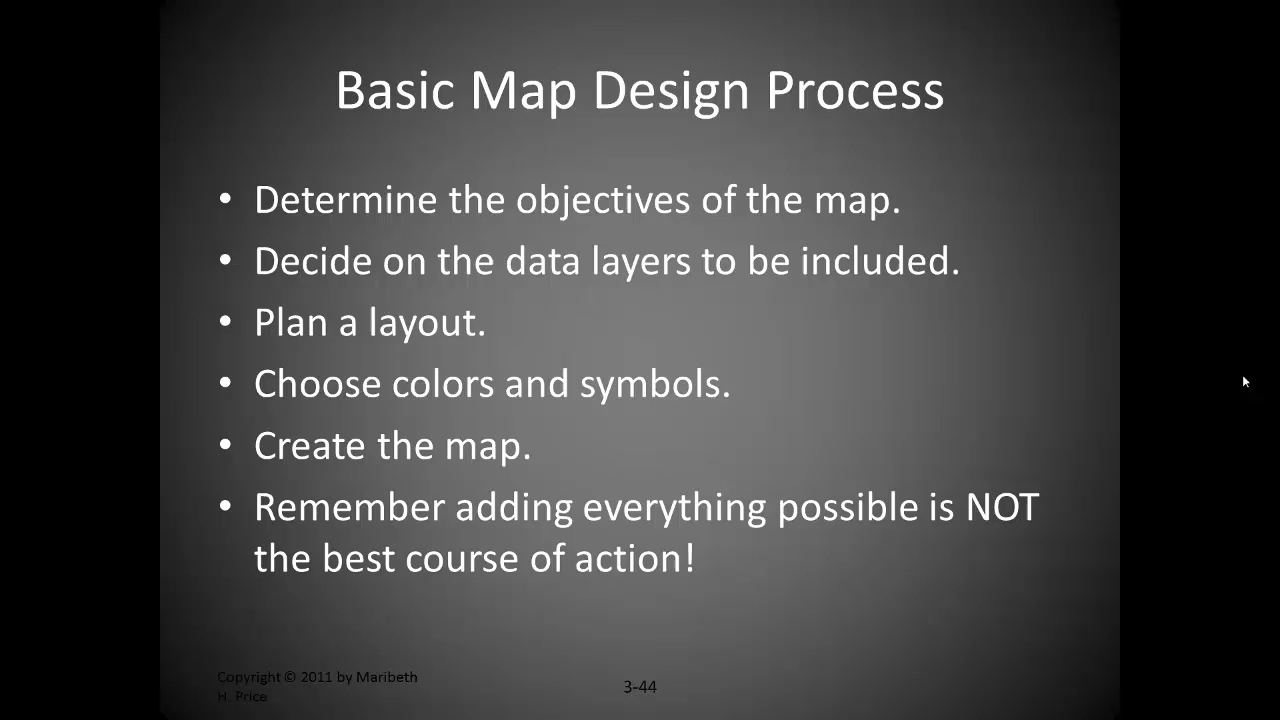 Basic Map Design Process
• Determine the objectives of the map.
• Decide on the data layers to be included.
• Plan a layout.
• Choose colors and symbols.
• Create the map.
• Remember adding everything possible is NOT
the best course of action!
Copyright © 2011 by Maribeth
H. Price
3-44